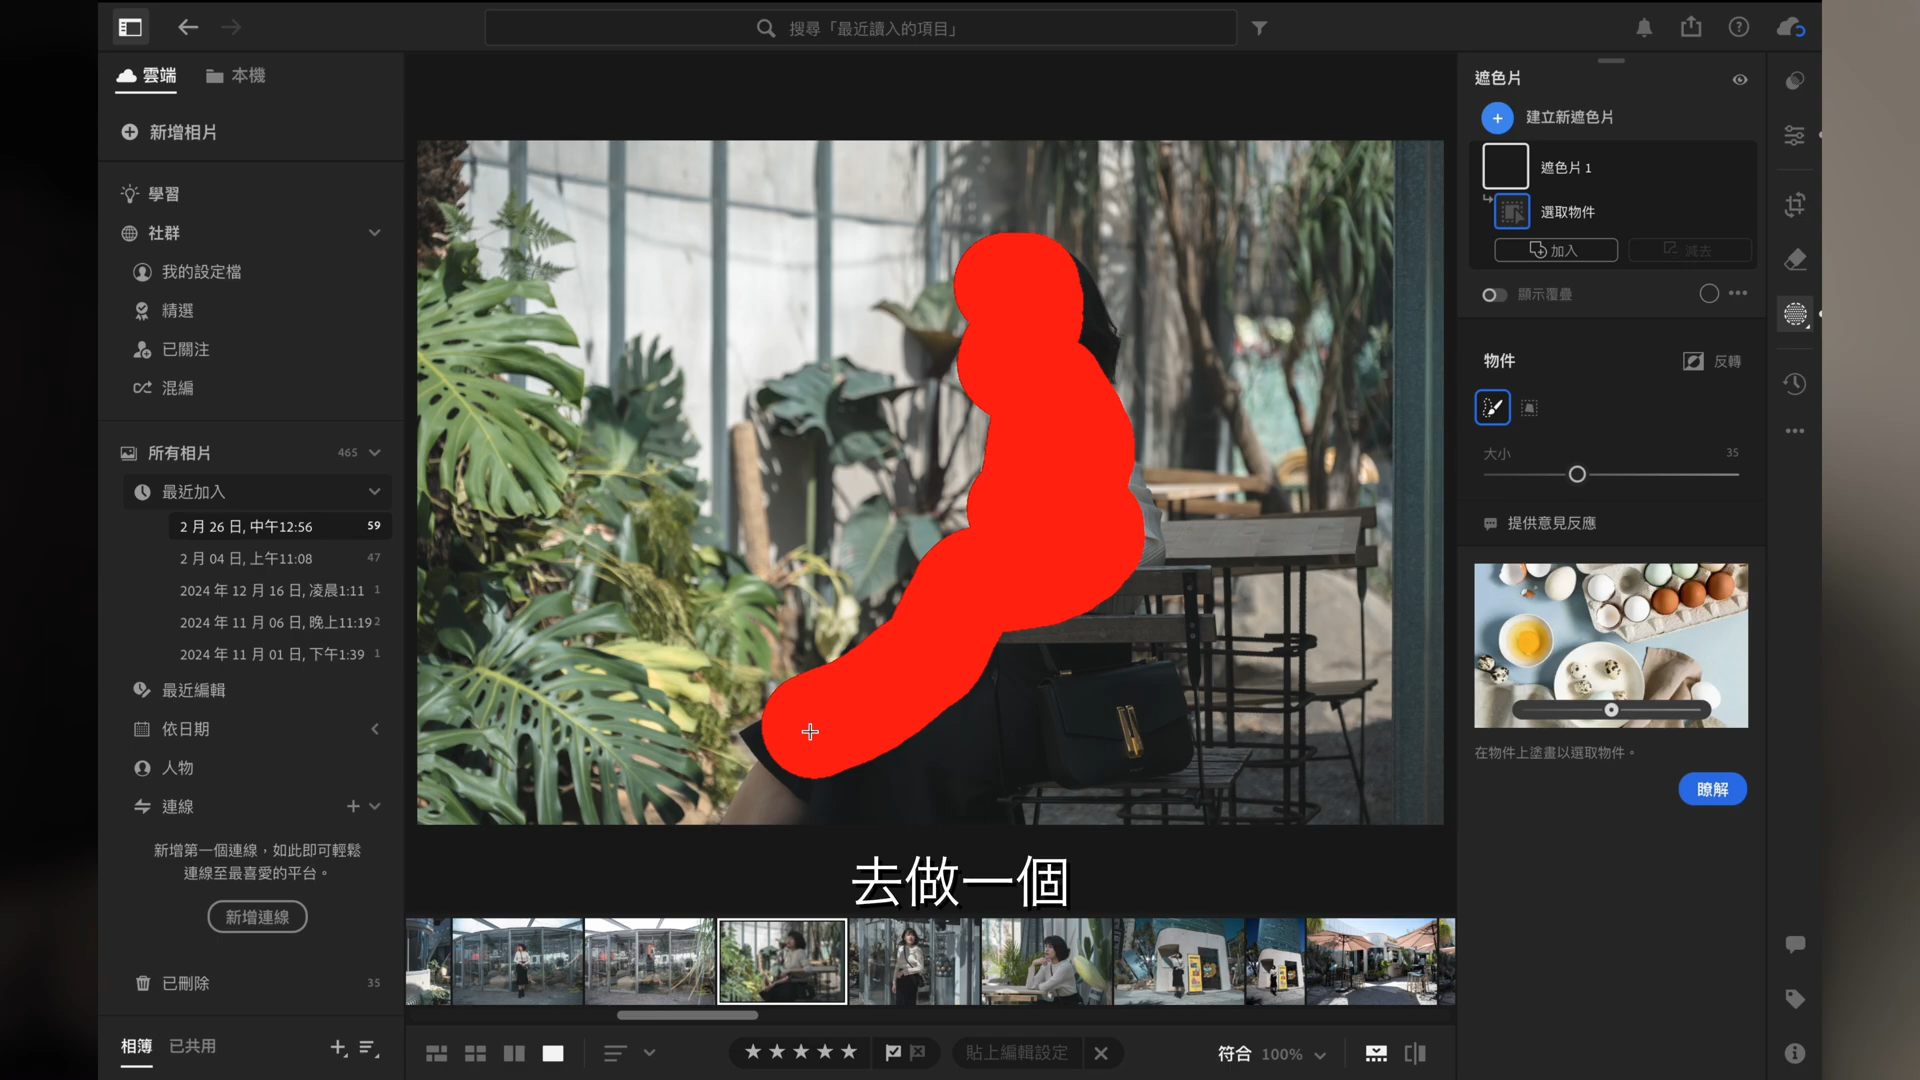 搜尋「最近讀入的項目」
雲端
本機
新增相片
學習
社群
我的設定檔
精選
已關注
混編
所有相片 465
最近加入
2 月 26 日, 中午12:56 59
2 月 04 日, 上午11:08 47
2024 年 12 月 16 日, 凌晨1:11 1
2024 年 11 月 06 日, 晚上11:19 2
2024 年 11 月 01 日, 下午1:39 1
最近編輯
依日期
人物
連線
新增第一個連線，如此即可輕鬆
連線至最喜愛的平台。
新增連線
已刪除 35
相簿
已共用
去做一個
貼上編輯設定
符合 100%
遮色片
建立新遮色片
遮色片 1
選取物件
加入
減去
顯示覆疊
物件
反轉
大小 35
提供意見反應
在物件上塗畫以選取物件。
瞭解